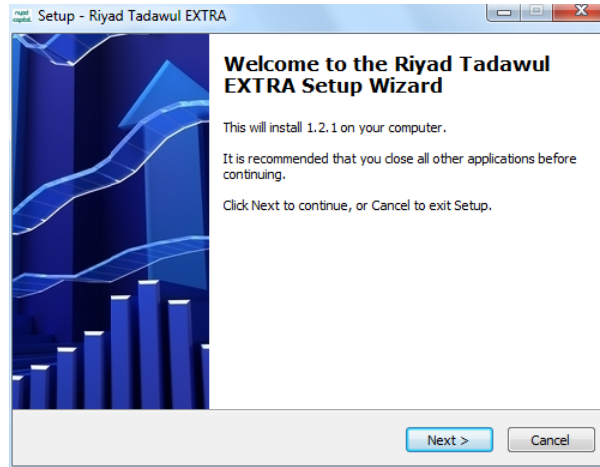 riyad
capital
Setup - Riyad Tadawul EXTRA
X
Welcome to the Riyad Tadawul
EXTRA Setup Wizard
This will install 1.2.1 on your computer.
It is recommended that you close all other applications before
continuing.
Click Next to continue, or Cancel to exit Setup.
Next >
Cancel